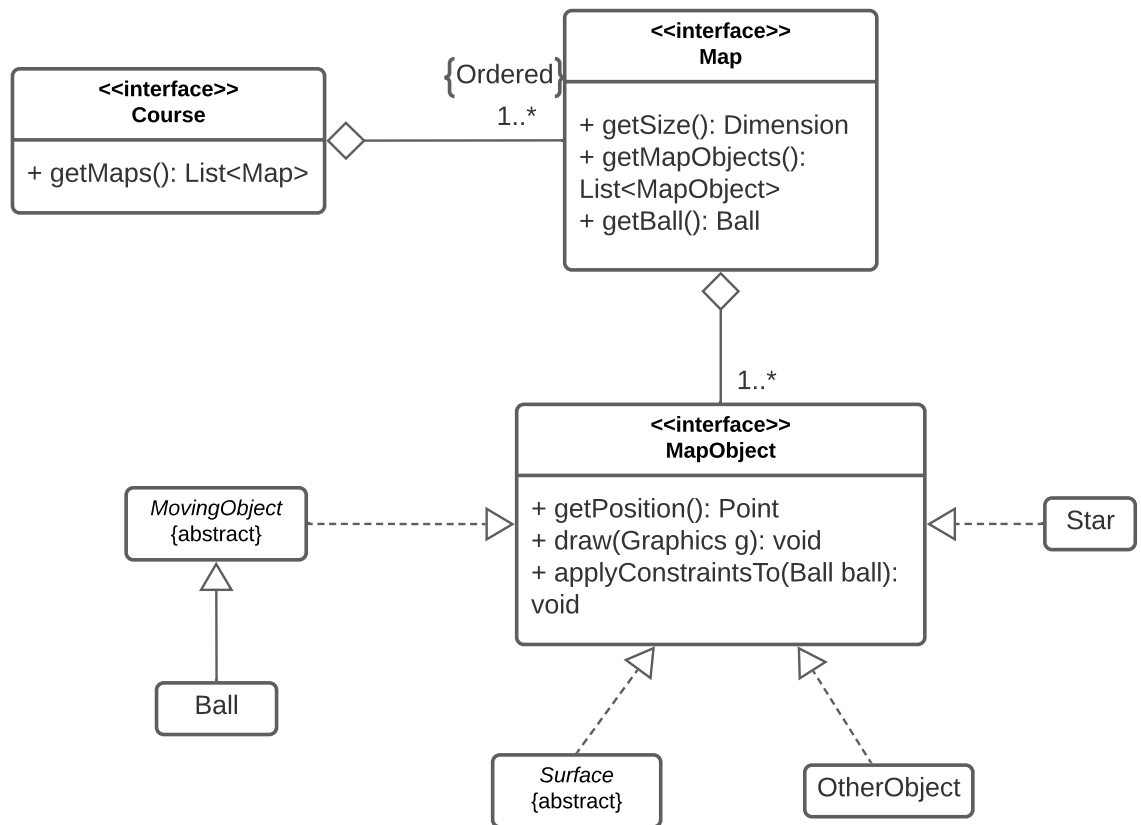 <<interface>>
Map
+ getSize(): Dimension
+ getMapObjects():
List<MapObject>
+ getBall(): Ball
{Ordered}
1..*
<<interface>>
Course
+ getMaps(): List<Map>
1..*
<<interface>>
MapObject
+ getPosition(): Point
+ draw(Graphics g): void
+ applyConstraintsTo(Ball ball):
void
MovingObject
{abstract}
Star
Ball
Surface
{abstract}
OtherObject